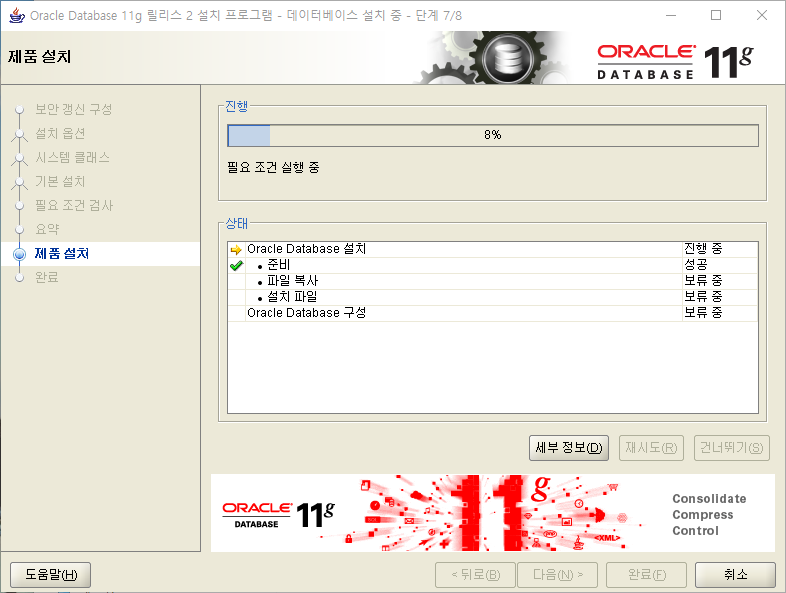 Oracle Database 11g 릴리스 2 설치 프로그램 - 데이터베이스 설치 중 - 단계 7/8
제품 설치
ORACLE
DATABASE 11g
보안 갱신 구성
설치 옵션
시스템 클래스
기본 설치
필요 조건 검사
요약
제품 설치
완료
진행
8%
필요 조건 실행 중
상태
Oracle Database 설치 진행 중
• 준비 성공
• 파일 복사 보류 중
• 설치 파일 보류 중
Oracle Database 구성 보류 중
세부 정보(D) 재시도(R) 건너뛰기(S)
ORACLE
DATABASE 11g
11g
<XML>
Consolidate
Compress
Control
도움말(H) < 뒤로(B) 다음(N) > 완료(F) 취소